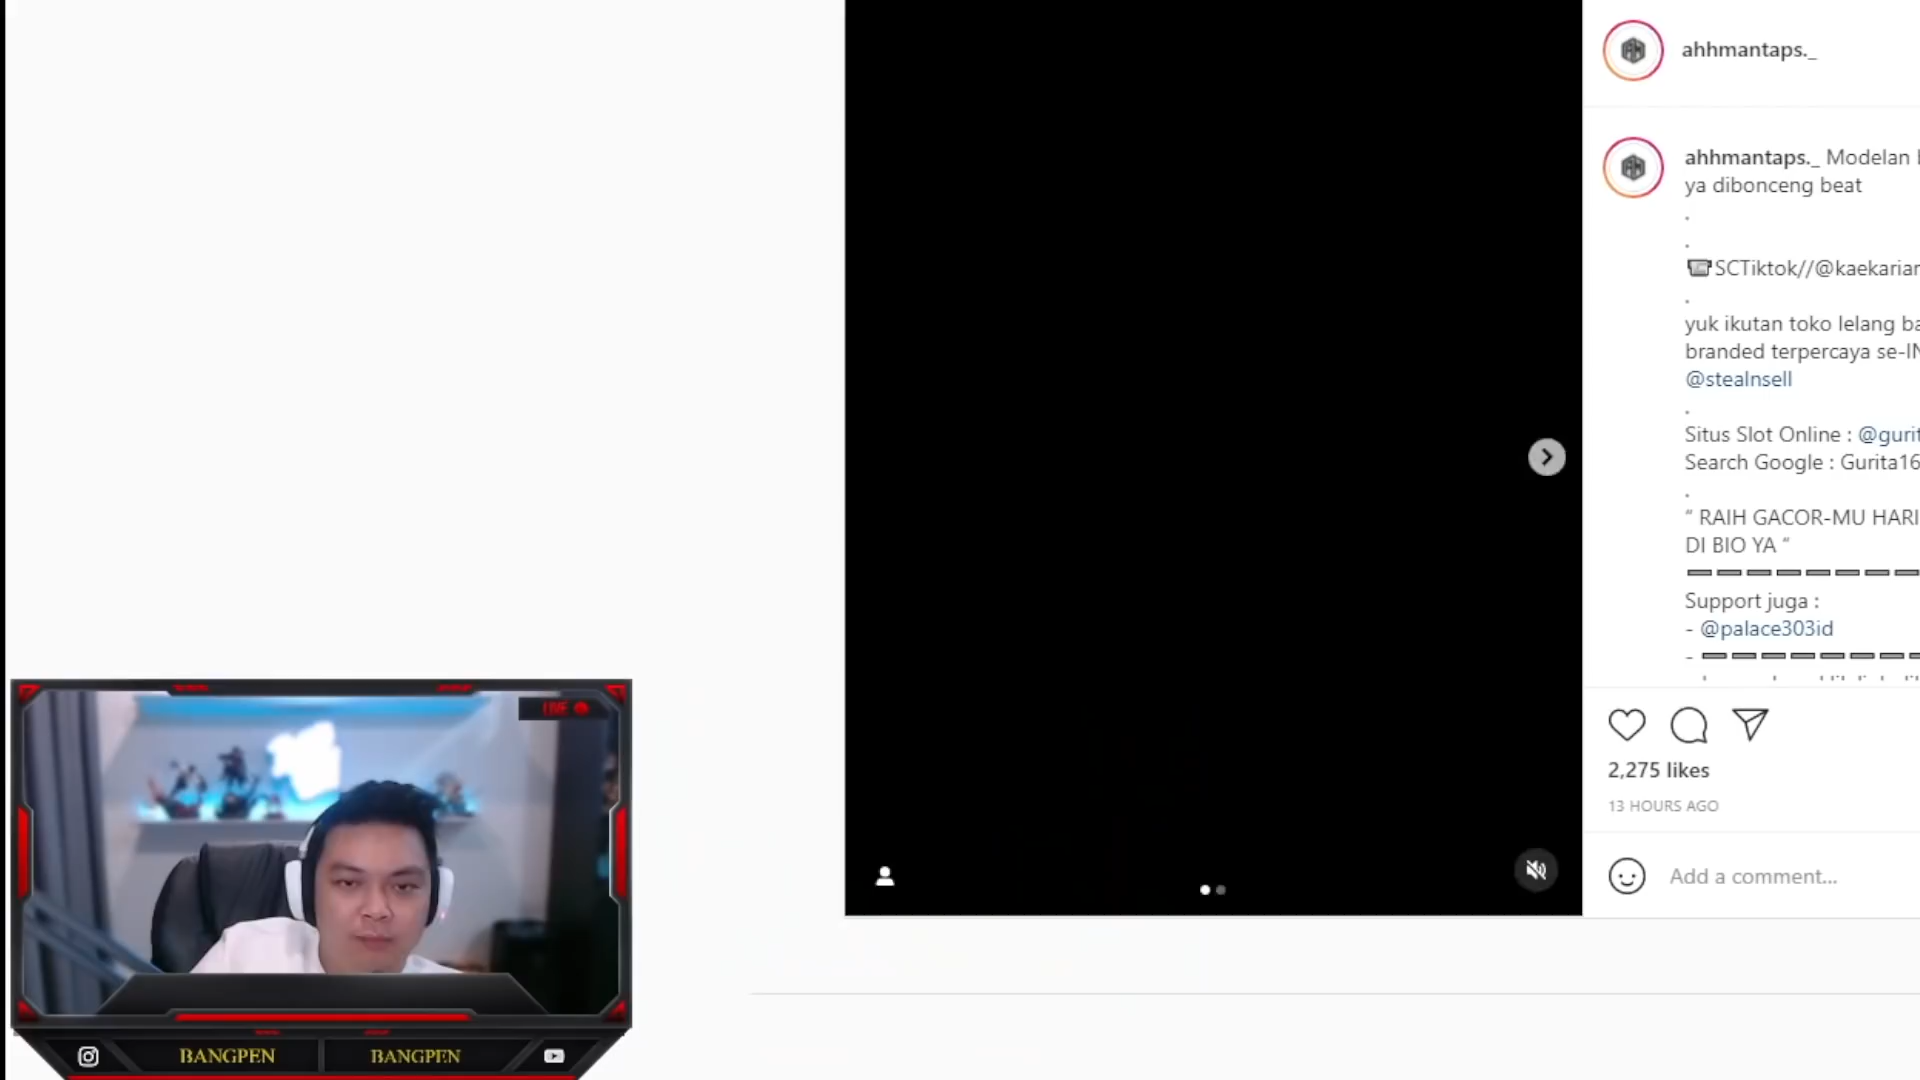 ahhmantaps._
ahhmantaps._ Modelan
ya dibonceng beat
.
.
SCTiktok//@kaekarian
.
yuk ikutan toko lelang ba
branded terpercaya se-IN
@stealnsell
.
Situs Slot Online : @gurit
Search Google : Gurita16
.
“ RAIH GACOR-MU HARI
DI BIO YA “
Support juga :
- @palace303id
-
2,275 likes
13 HOURS AGO
Add a comment...
LIVE
BANGPEN BANGPEN